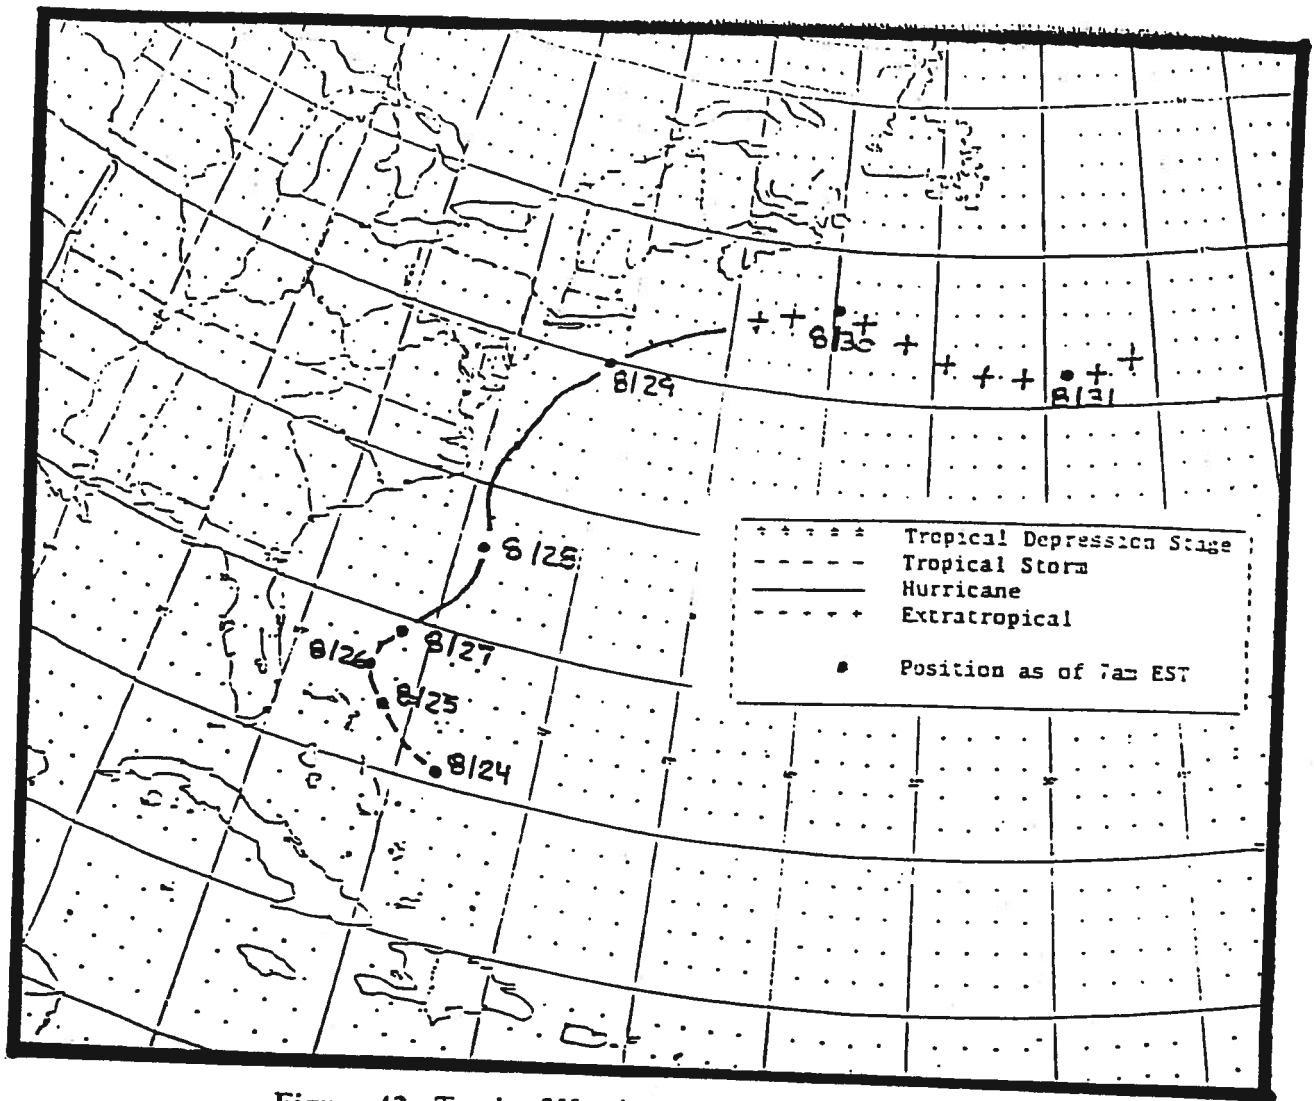 8/30
8/31
8/29
8/28
Tropical Depression Stage
Tropical Storm
Hurricane
Extratropical
Position as of 7am EST
8/27
8/26
8/25
8/24